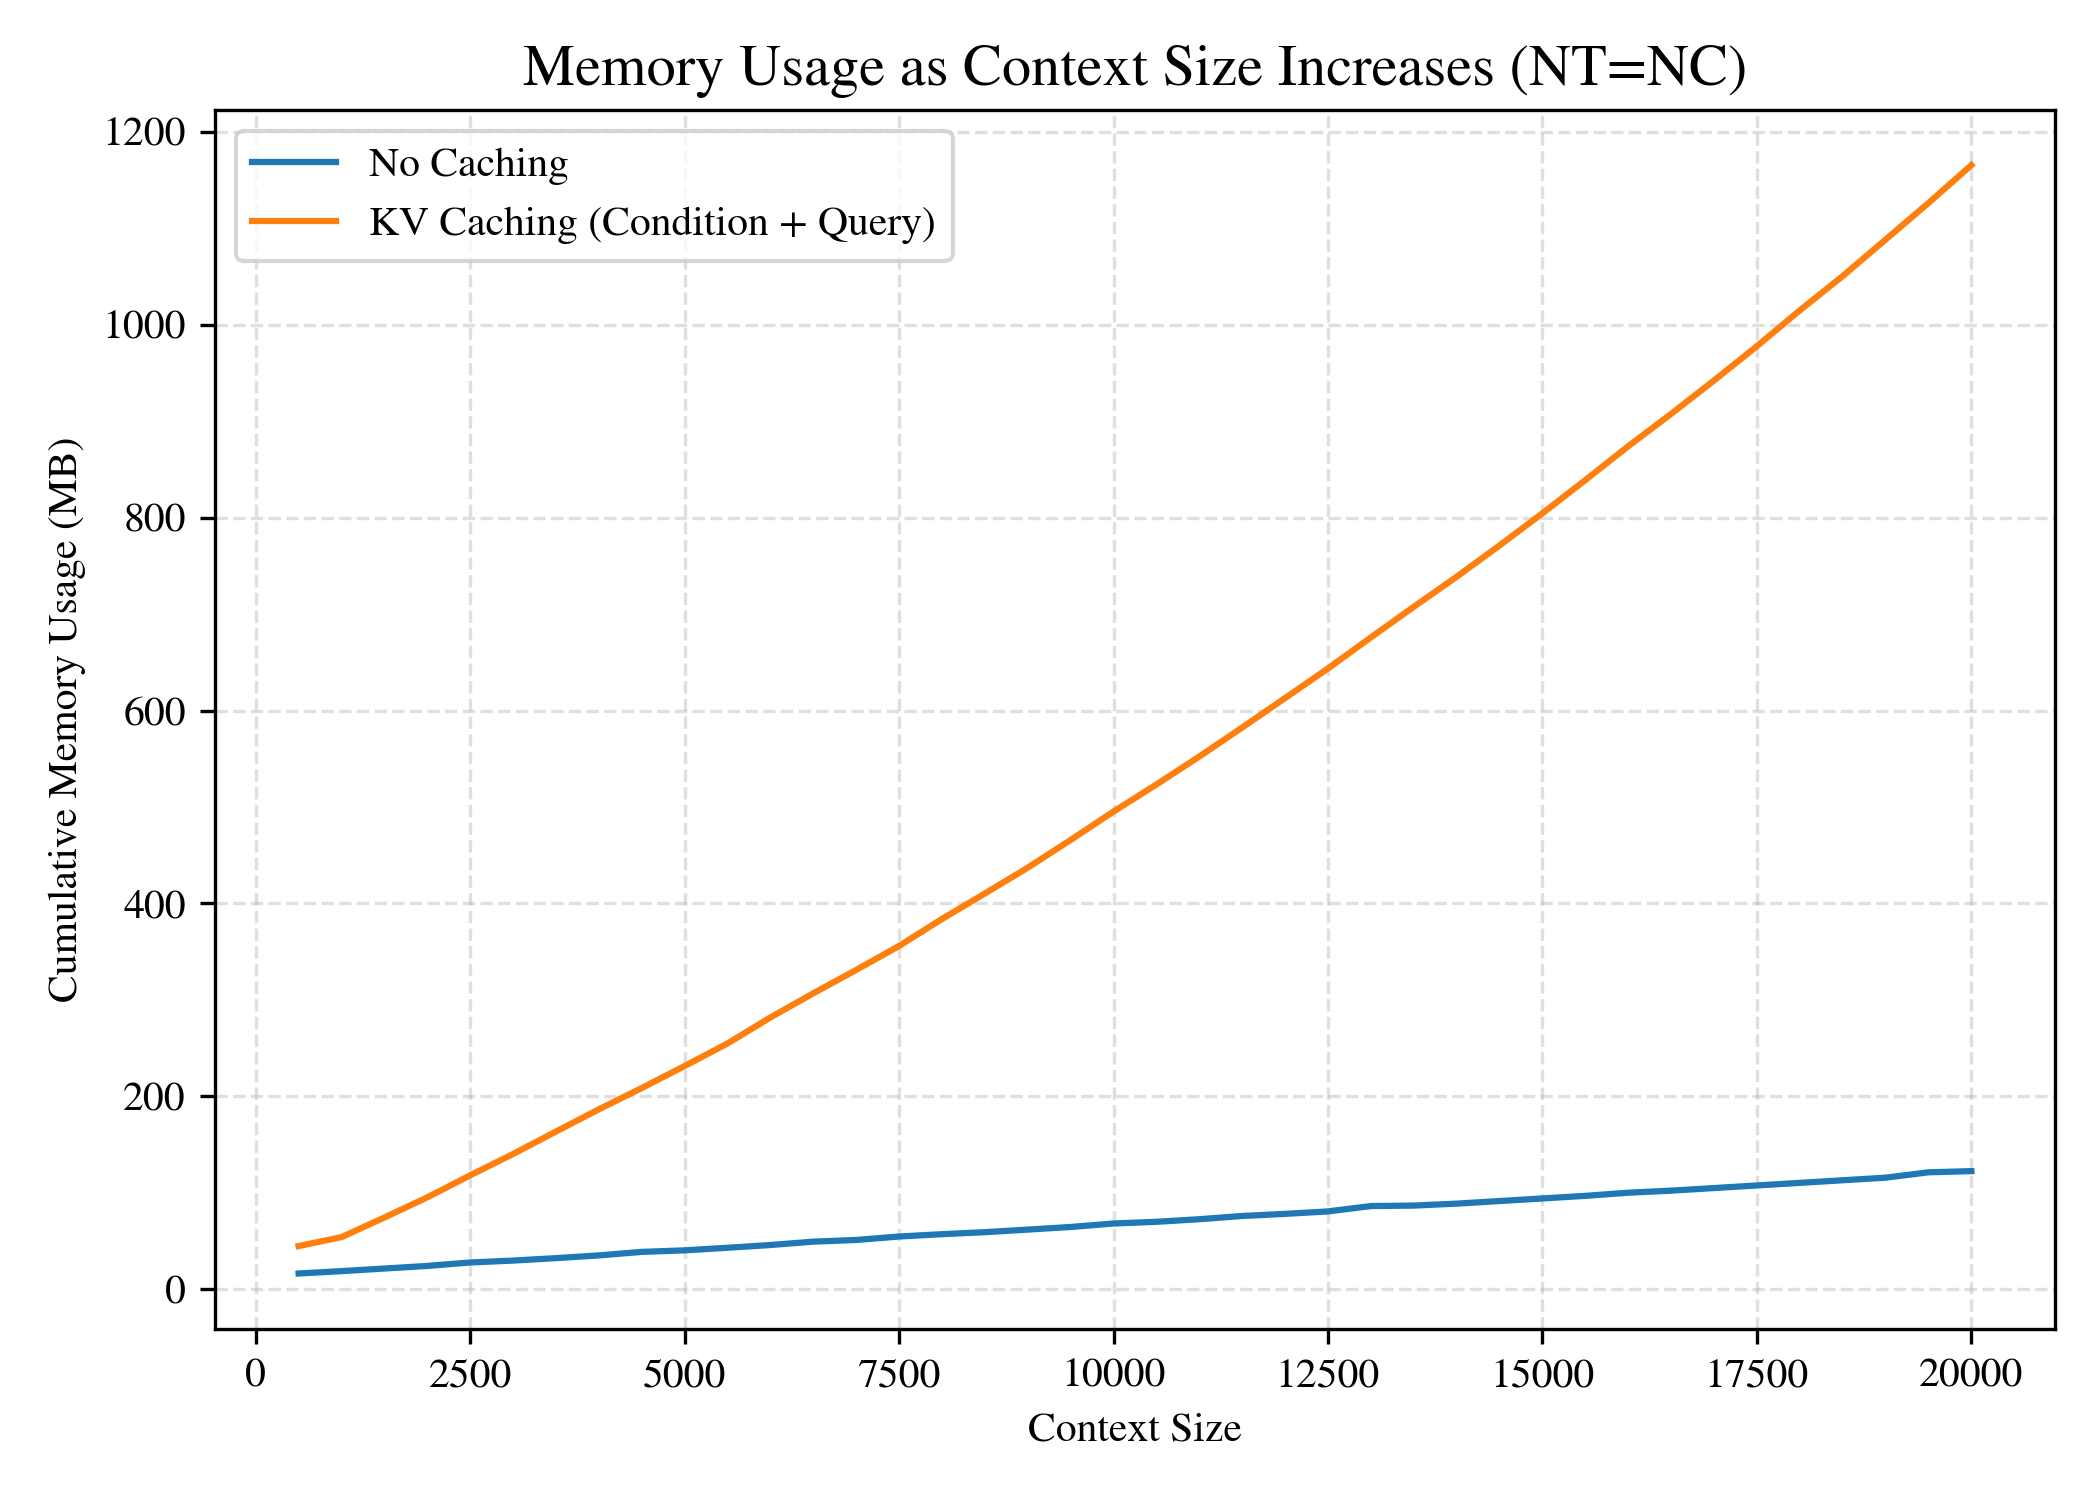 Memory Usage as Context Size Increases (NT=NC)
No Caching
KV Caching (Condition + Query)
Cumulative Memory Usage (MB)
1200
1000
800
600
400
200
0
0 2500 5000 7500 10000 12500 15000 17500 20000
Context Size